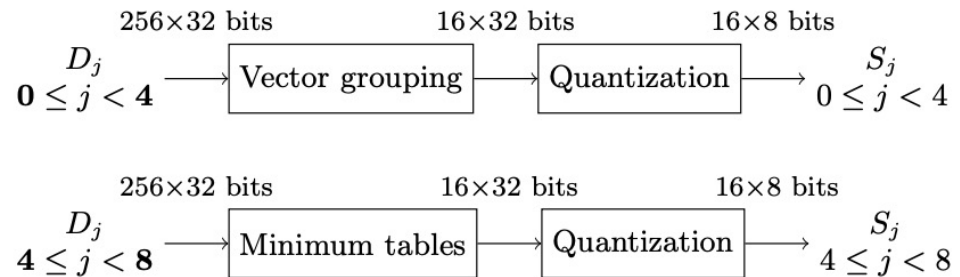 256×32 bits 16×32 bits 16×8 bits
D_j Vector grouping Quantization S_j
0 ≤ j < 4 0 ≤ j < 4
256×32 bits 16×32 bits 16×8 bits
D_j Minimum tables Quantization S_j
4 ≤ j < 8 4 ≤ j < 8